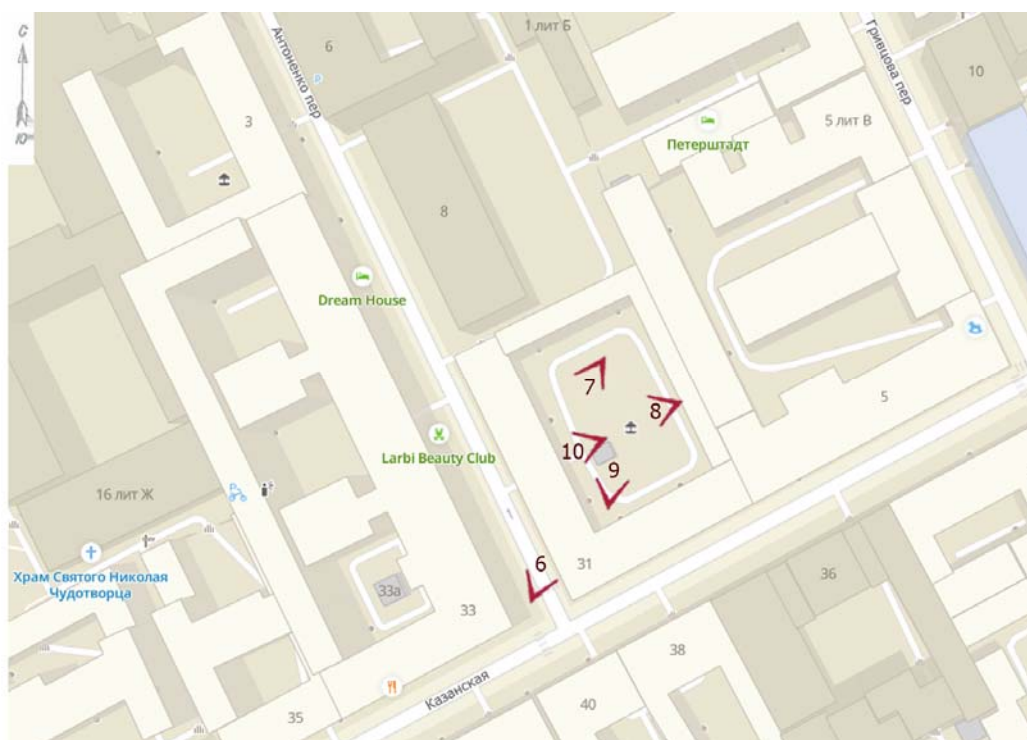 С
Ю
Антоненко пер
6
Р
1 лит Б
Гривцова пер
10
3
Петерштадт
5 лит В
8
Dream House
7
8
5
10
9
Larbi Beauty Club
16 лит Ж
Храм Святого Николая
Чудотворца
6
31
33а
33
36
38
Казанская
40
35